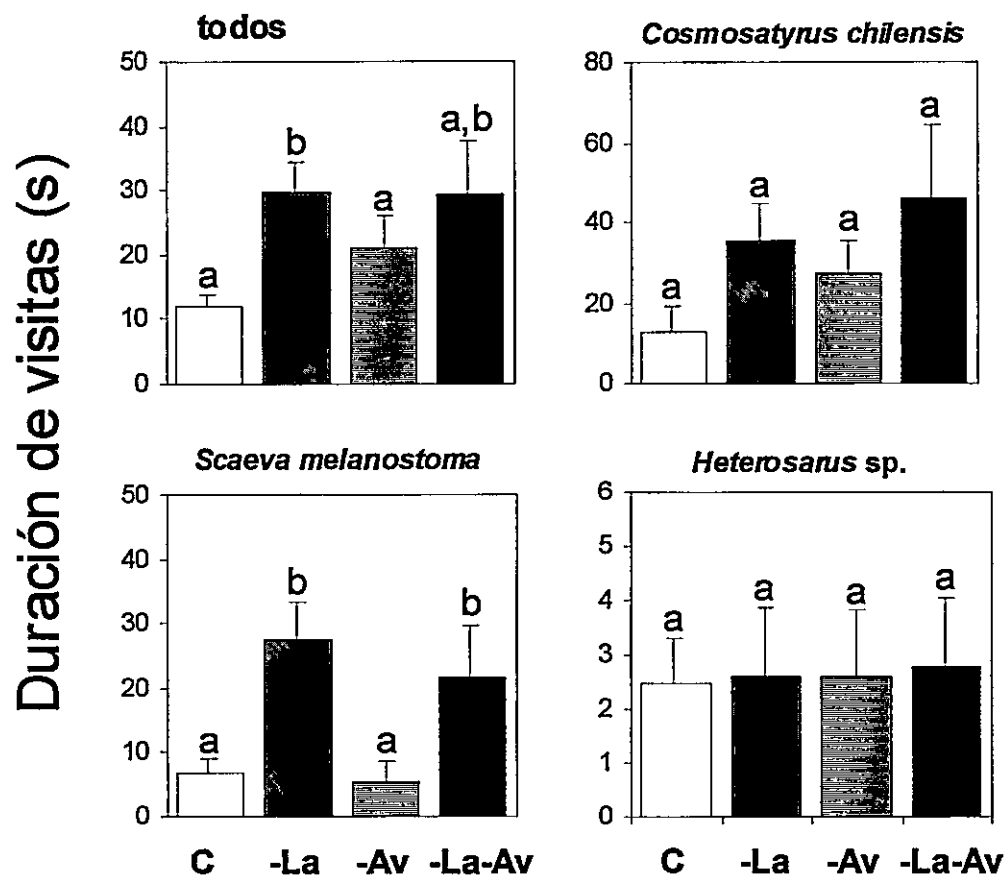 Duración de visitas (s)
todos
50
40
30
20
10
0
a
b
a
a,b
Cosmosatyrus chilensis
80
60
40
20
0
a
a
a
a
Scaeva melanostoma
50
40
30
20
10
0
a
b
a
b
C -La -Av -La-Av
Heterosarus sp.
6
5
4
3
2
1
0
a
a
a
a
C -La -Av -La-Av